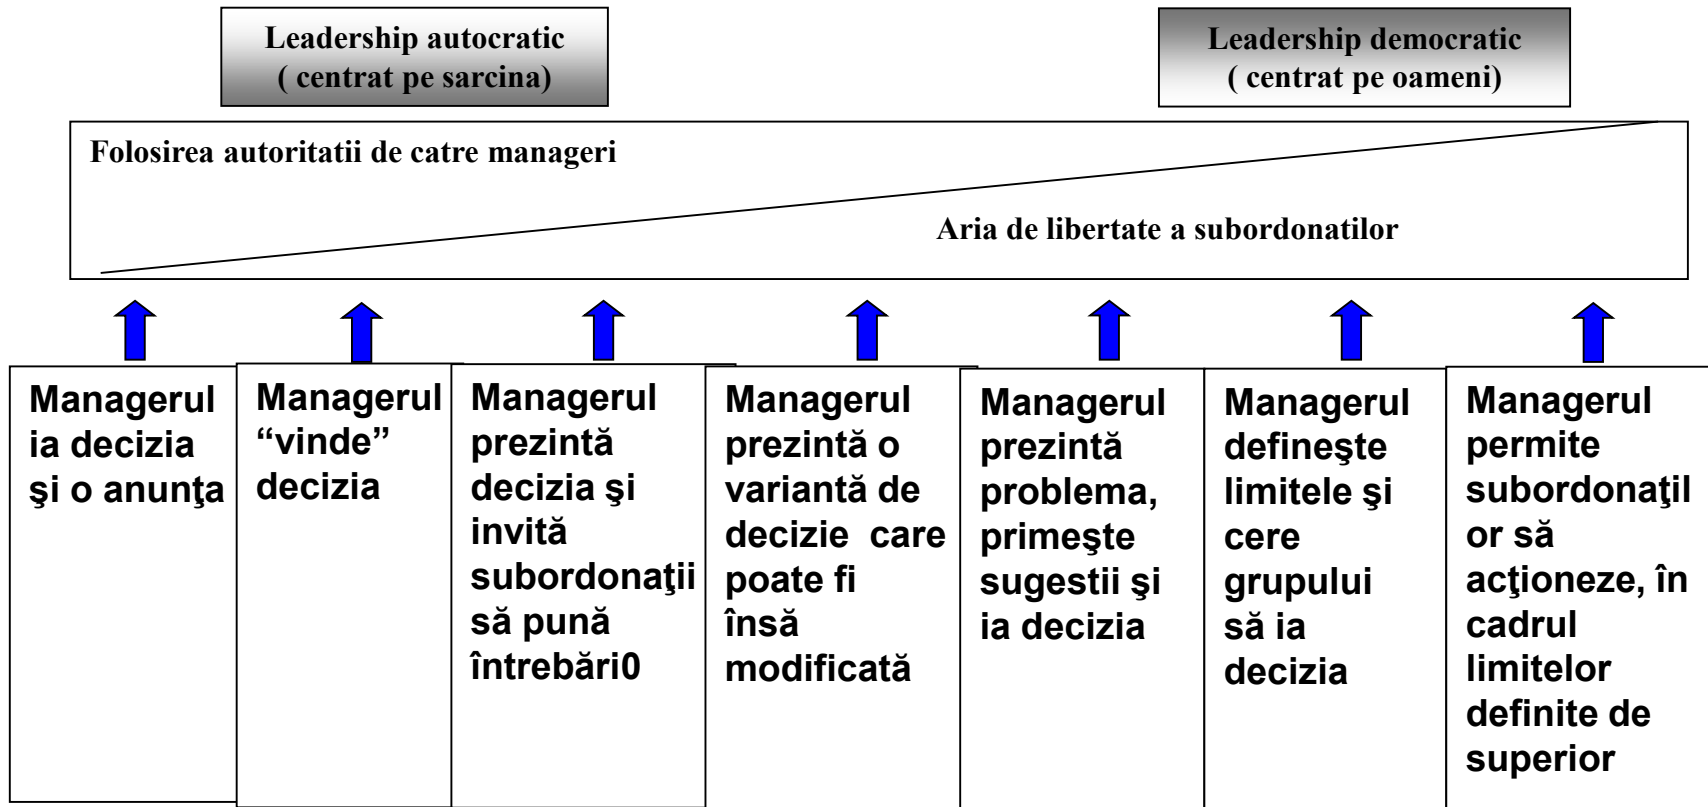 Leadership autocratic
( centrat pe sarcina)
Leadership democratic
( centrat pe oameni)
Folosirea autoritatii de catre manageri
Aria de libertate a subordonatilor
Managerul
ia decizia
şi o anunţa
Managerul
“vinde”
decizia
Managerul
prezintă
decizia şi
invită
subordonaţii
să pună
întrebări0
Managerul
prezintă o
variantă de
decizie care
poate fi
însă
modificată
Managerul
prezintă
problema,
primeşte
sugestii şi
ia decizia
Managerul
defineşte
limitele şi
cere
grupului
să ia
decizia
Managerul
permite
subordonaţil
or să
acţioneze, în
cadrul
limitelor
definite de
superior